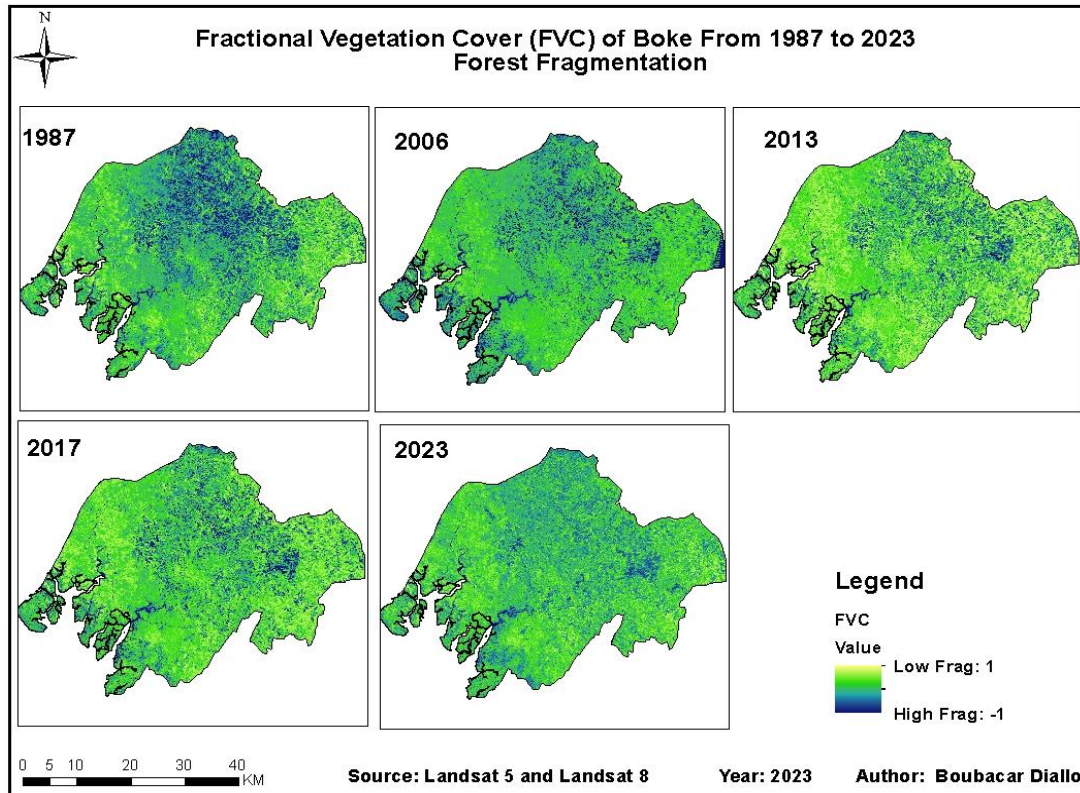 N
Fractional Vegetation Cover (FVC) of Boke From 1987 to 2023
Forest Fragmentation
1987
2006
2013
2017
2023
Legend
FVC
Value
Low Frag: 1
High Frag: -1
0 5 10 20 30 40
KM
Source: Landsat 5 and Landsat 8 Year: 2023 Author: Boubacar Diallo